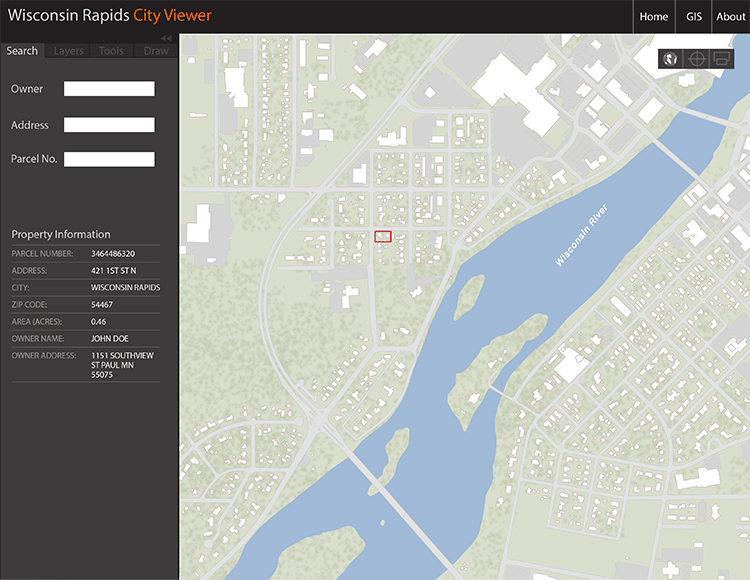 Wisconsin Rapids City Viewer
Home GIS About
Search Layers Tools Draw
Owner
Address
Parcel No.
Property Information
PARCEL NUMBER: 3464486320
ADDRESS: 421 1ST ST N
CITY: WISCONSIN RAPIDS
ZIP CODE: 54467
AREA (ACRES): 0.46
OWNER NAME: JOHN DOE
OWNER ADDRESS: 1151 SOUTHVIEW
ST PAUL MN
55075
Wisconsin River